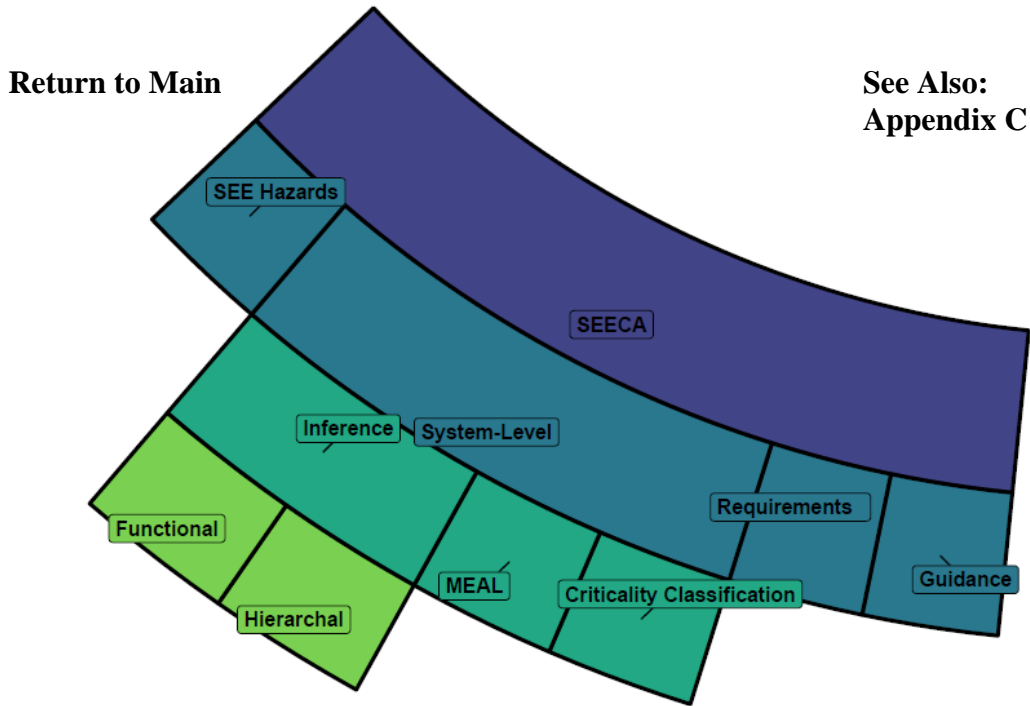 Return to Main
See Also:
Appendix C
SEE Hazards
SEECA
Inference
System-Level
Requirements
Functional
MEAL
Criticality Classification
Guidance
Hierarchal